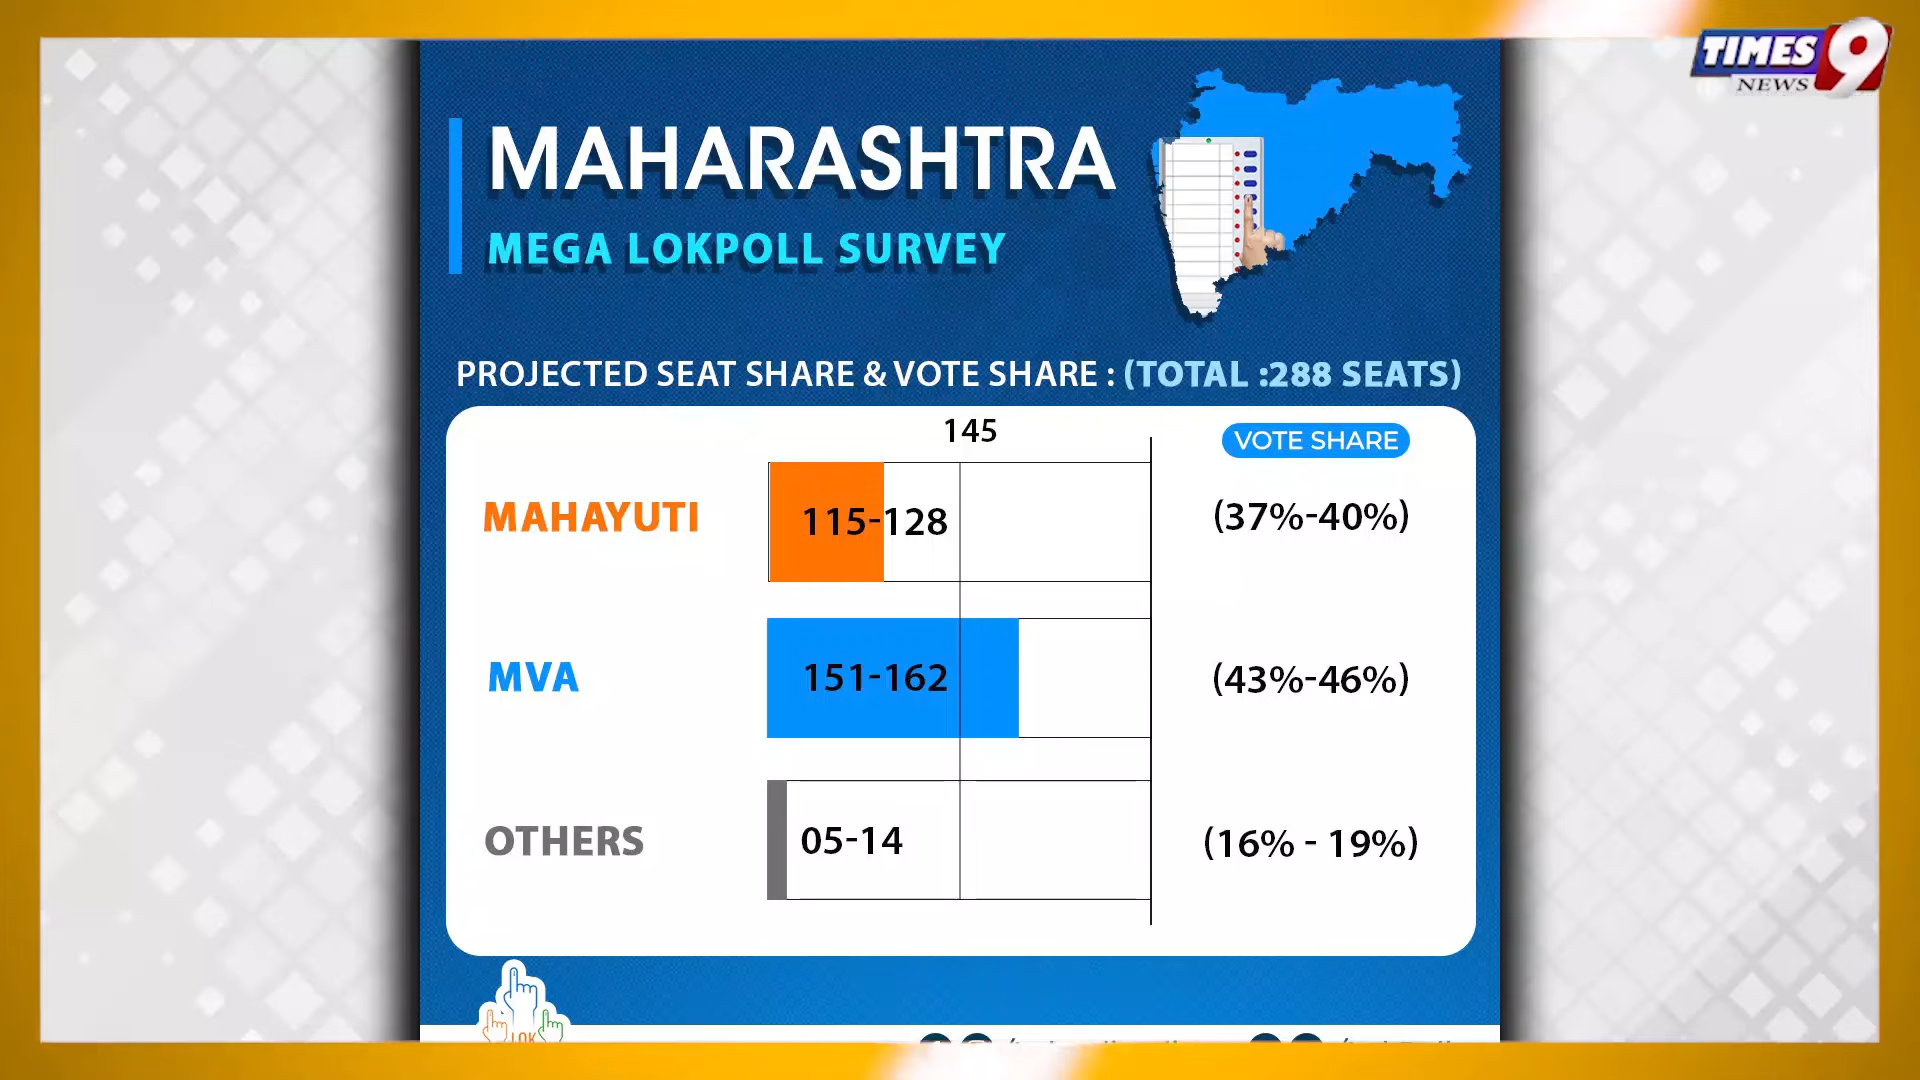 TIMES 9
NEWS
MAHARASHTRA
MEGA LOKPOLL SURVEY
PROJECTED SEAT SHARE & VOTE SHARE : (TOTAL :288 SEATS)
145
VOTE SHARE
MAHAYUTI 115-128 (37%-40%)
MVA 151-162 (43%-46%)
OTHERS 05-14 (16% - 19%)
LOK